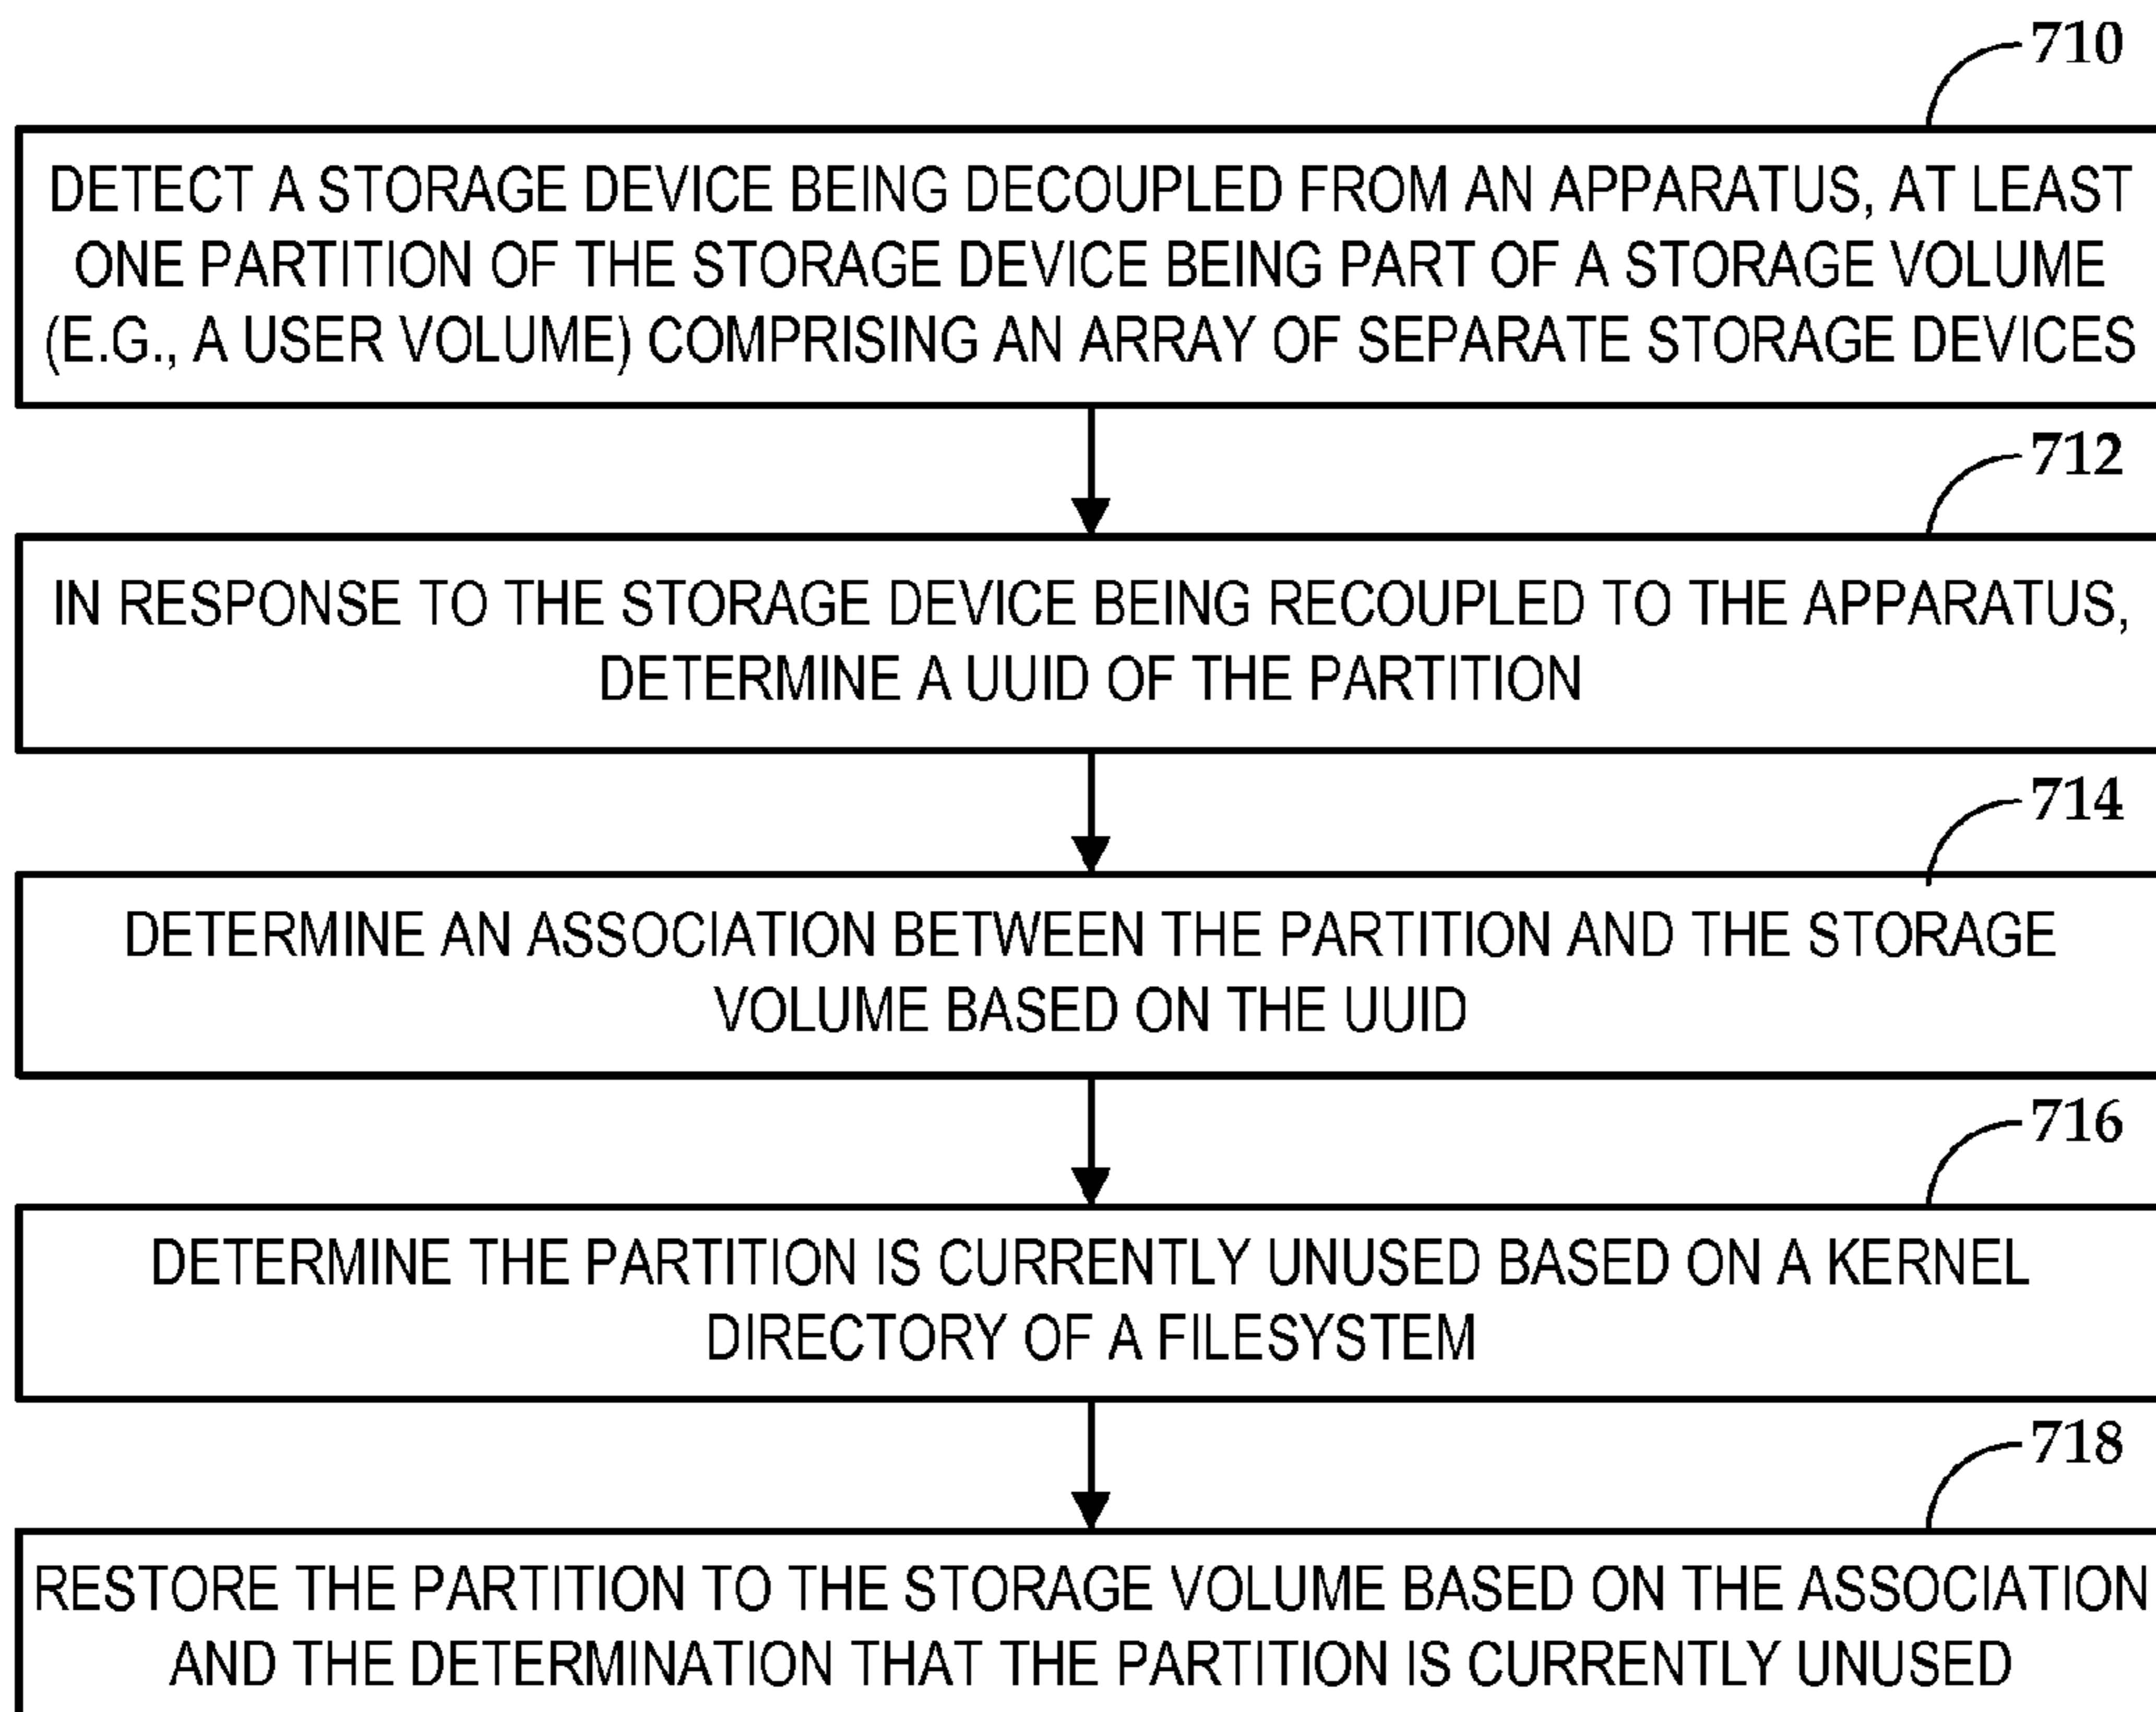 710
DETECT A STORAGE DEVICE BEING DECOUPLED FROM AN APPARATUS, AT LEAST
ONE PARTITION OF THE STORAGE DEVICE BEING PART OF A STORAGE VOLUME
(E.G., A USER VOLUME) COMPRISING AN ARRAY OF SEPARATE STORAGE DEVICES
712
IN RESPONSE TO THE STORAGE DEVICE BEING RECOUPLED TO THE APPARATUS,
DETERMINE A UUID OF THE PARTITION
714
DETERMINE AN ASSOCIATION BETWEEN THE PARTITION AND THE STORAGE
VOLUME BASED ON THE UUID
716
DETERMINE THE PARTITION IS CURRENTLY UNUSED BASED ON A KERNEL
DIRECTORY OF A FILESYSTEM
718
RESTORE THE PARTITION TO THE STORAGE VOLUME BASED ON THE ASSOCIATION
AND THE DETERMINATION THAT THE PARTITION IS CURRENTLY UNUSED